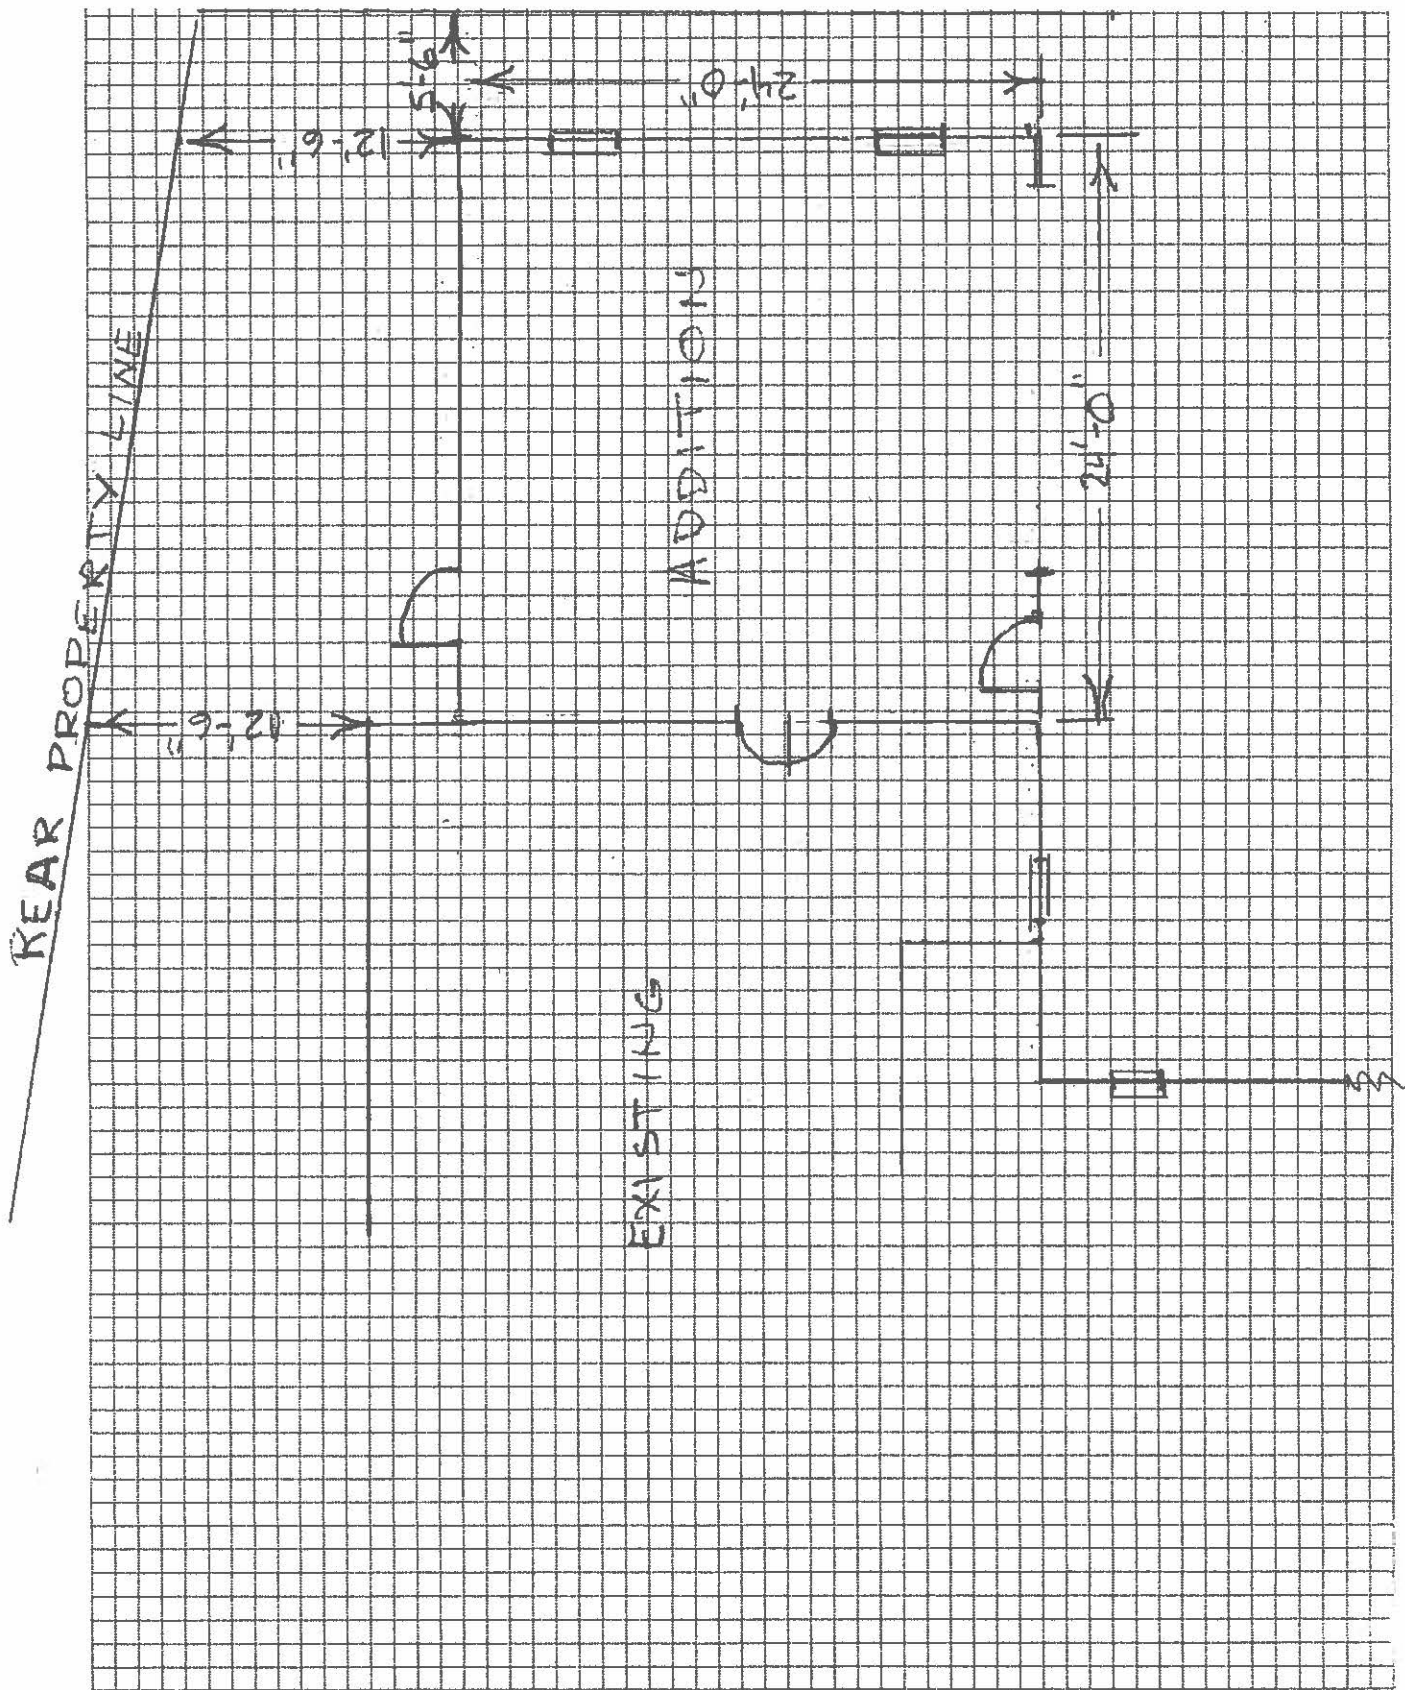 REAR PROPERTY LINE
5'-6"
24'-0"
12'-6"
ADDITION
24'-0"
12'-6"
EXISTING